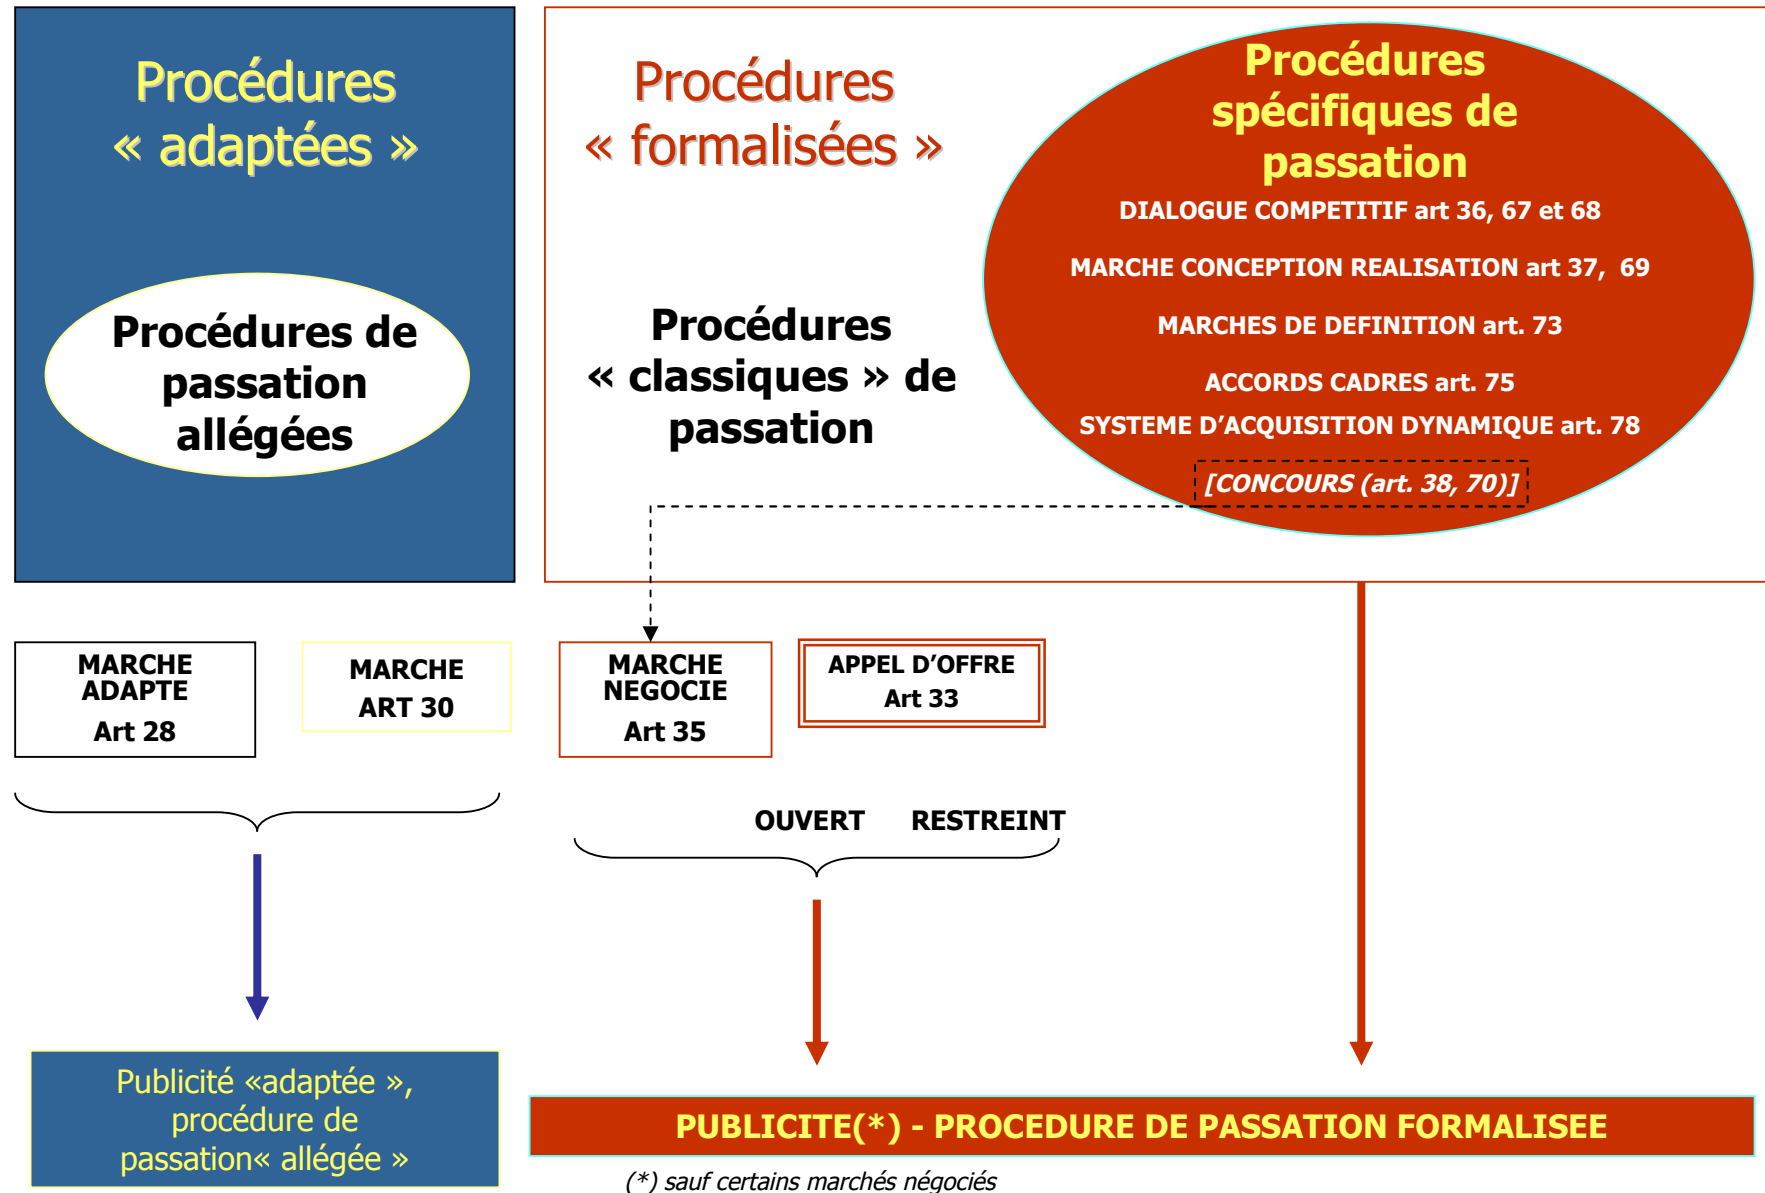 Procédures
« adaptées »
Procédures de
passation
allégées
Procédures
« formalisées »
Procédures
« classiques » de
passation
Procédures
spécifiques de
passation
DIALOGUE COMPETITIF art 36, 67 et 68
MARCHE CONCEPTION REALISATION art 37, 69
MARCHES DE DEFINITION art. 73
ACCORDS CADRES art. 75
SYSTEME D’ACQUISITION DYNAMIQUE art. 78
[CONCOURS (art. 38, 70)]
MARCHE
ADAPTE
Art 28
MARCHE
ART 30
MARCHE
NEGOCIE
Art 35
APPEL D’OFFRE
Art 33
OUVERT RESTREINT
Publicité «adaptée »,
procédure de
passation« allégée »
PUBLICITE(*) - PROCEDURE DE PASSATION FORMALISEE
(*) sauf certains marchés négociés